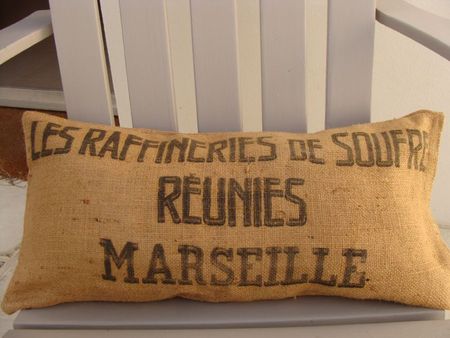 LES RAFFINERIES DE SOUFRE
RÉUNIES
MARSEILLE